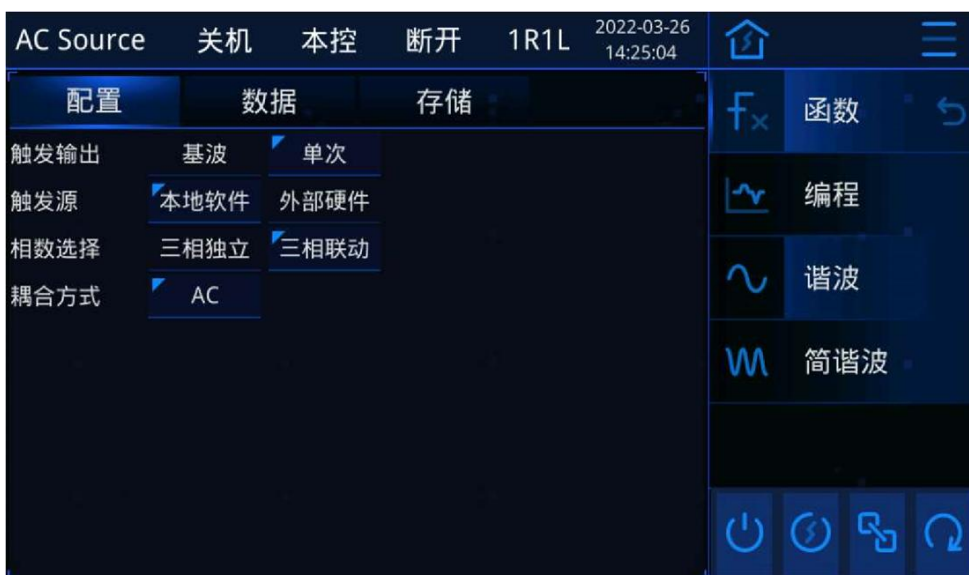 AC Source 关机 本控 断开 1R1L 2022-03-26
14:25:04
配置 数据 存储
触发输出 基波 单次
触发源 本地软件 外部硬件
相数选择 三相独立 三相联动
耦合方式 AC
fx 函数
编程
谐波
简谐波